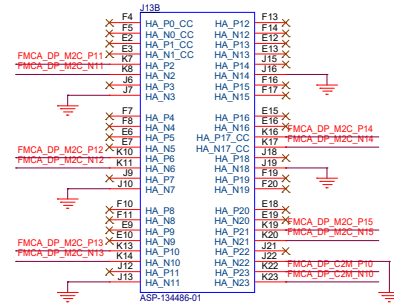 J13B
F4 HA_P0_CC HA_P12 F13
F5 HA_N0_CC HA_N12 F14
E2 HA_P1_CC HA_P13 E12
E3 HA_N1_CC HA_N13 E13
FMCA_DP_M2C_P11 K7 HA_P2 HA_P14 J15
FMCA_DP_M2C_N11 K8 HA_N2 HA_N14 J16
J6 HA_P3 HA_P15 F16
J7 HA_N3 HA_N15 F17
F7 HA_P4 HA_P16 E15
F8 HA_N4 HA_N16 E16
E6 HA_P5 HA_P17_CC K16 FMCA_DP_M2C_P14
E7 HA_N5 HA_N17_CC K17 FMCA_DP_M2C_N14
FMCA_DP_M2C_P12 K10 HA_P6 HA_P18 J18
FMCA_DP_M2C_N12 K11 HA_N6 HA_N18 J19
J9 HA_P7 HA_P19 F19
J10 HA_N7 HA_N19 F20
F10 HA_P8 HA_P20 E18
F11 HA_N8 HA_N20 E19
E9 HA_P9 HA_P21 K19 FMCA_DP_M2C_P15
E10 HA_N9 HA_N21 K20 FMCA_DP_M2C_N15
FMCA_DP_M2C_P13 K13 HA_P10 HA_P22 J21
FMCA_DP_M2C_N13 K14 HA_N10 HA_N22 J22
J12 HA_P11 HA_P23 K22 FMCA_DP_C2M_P10
J13 HA_N11 HA_N23 K23 FMCA_DP_C2M_N10
ASP-134486-01